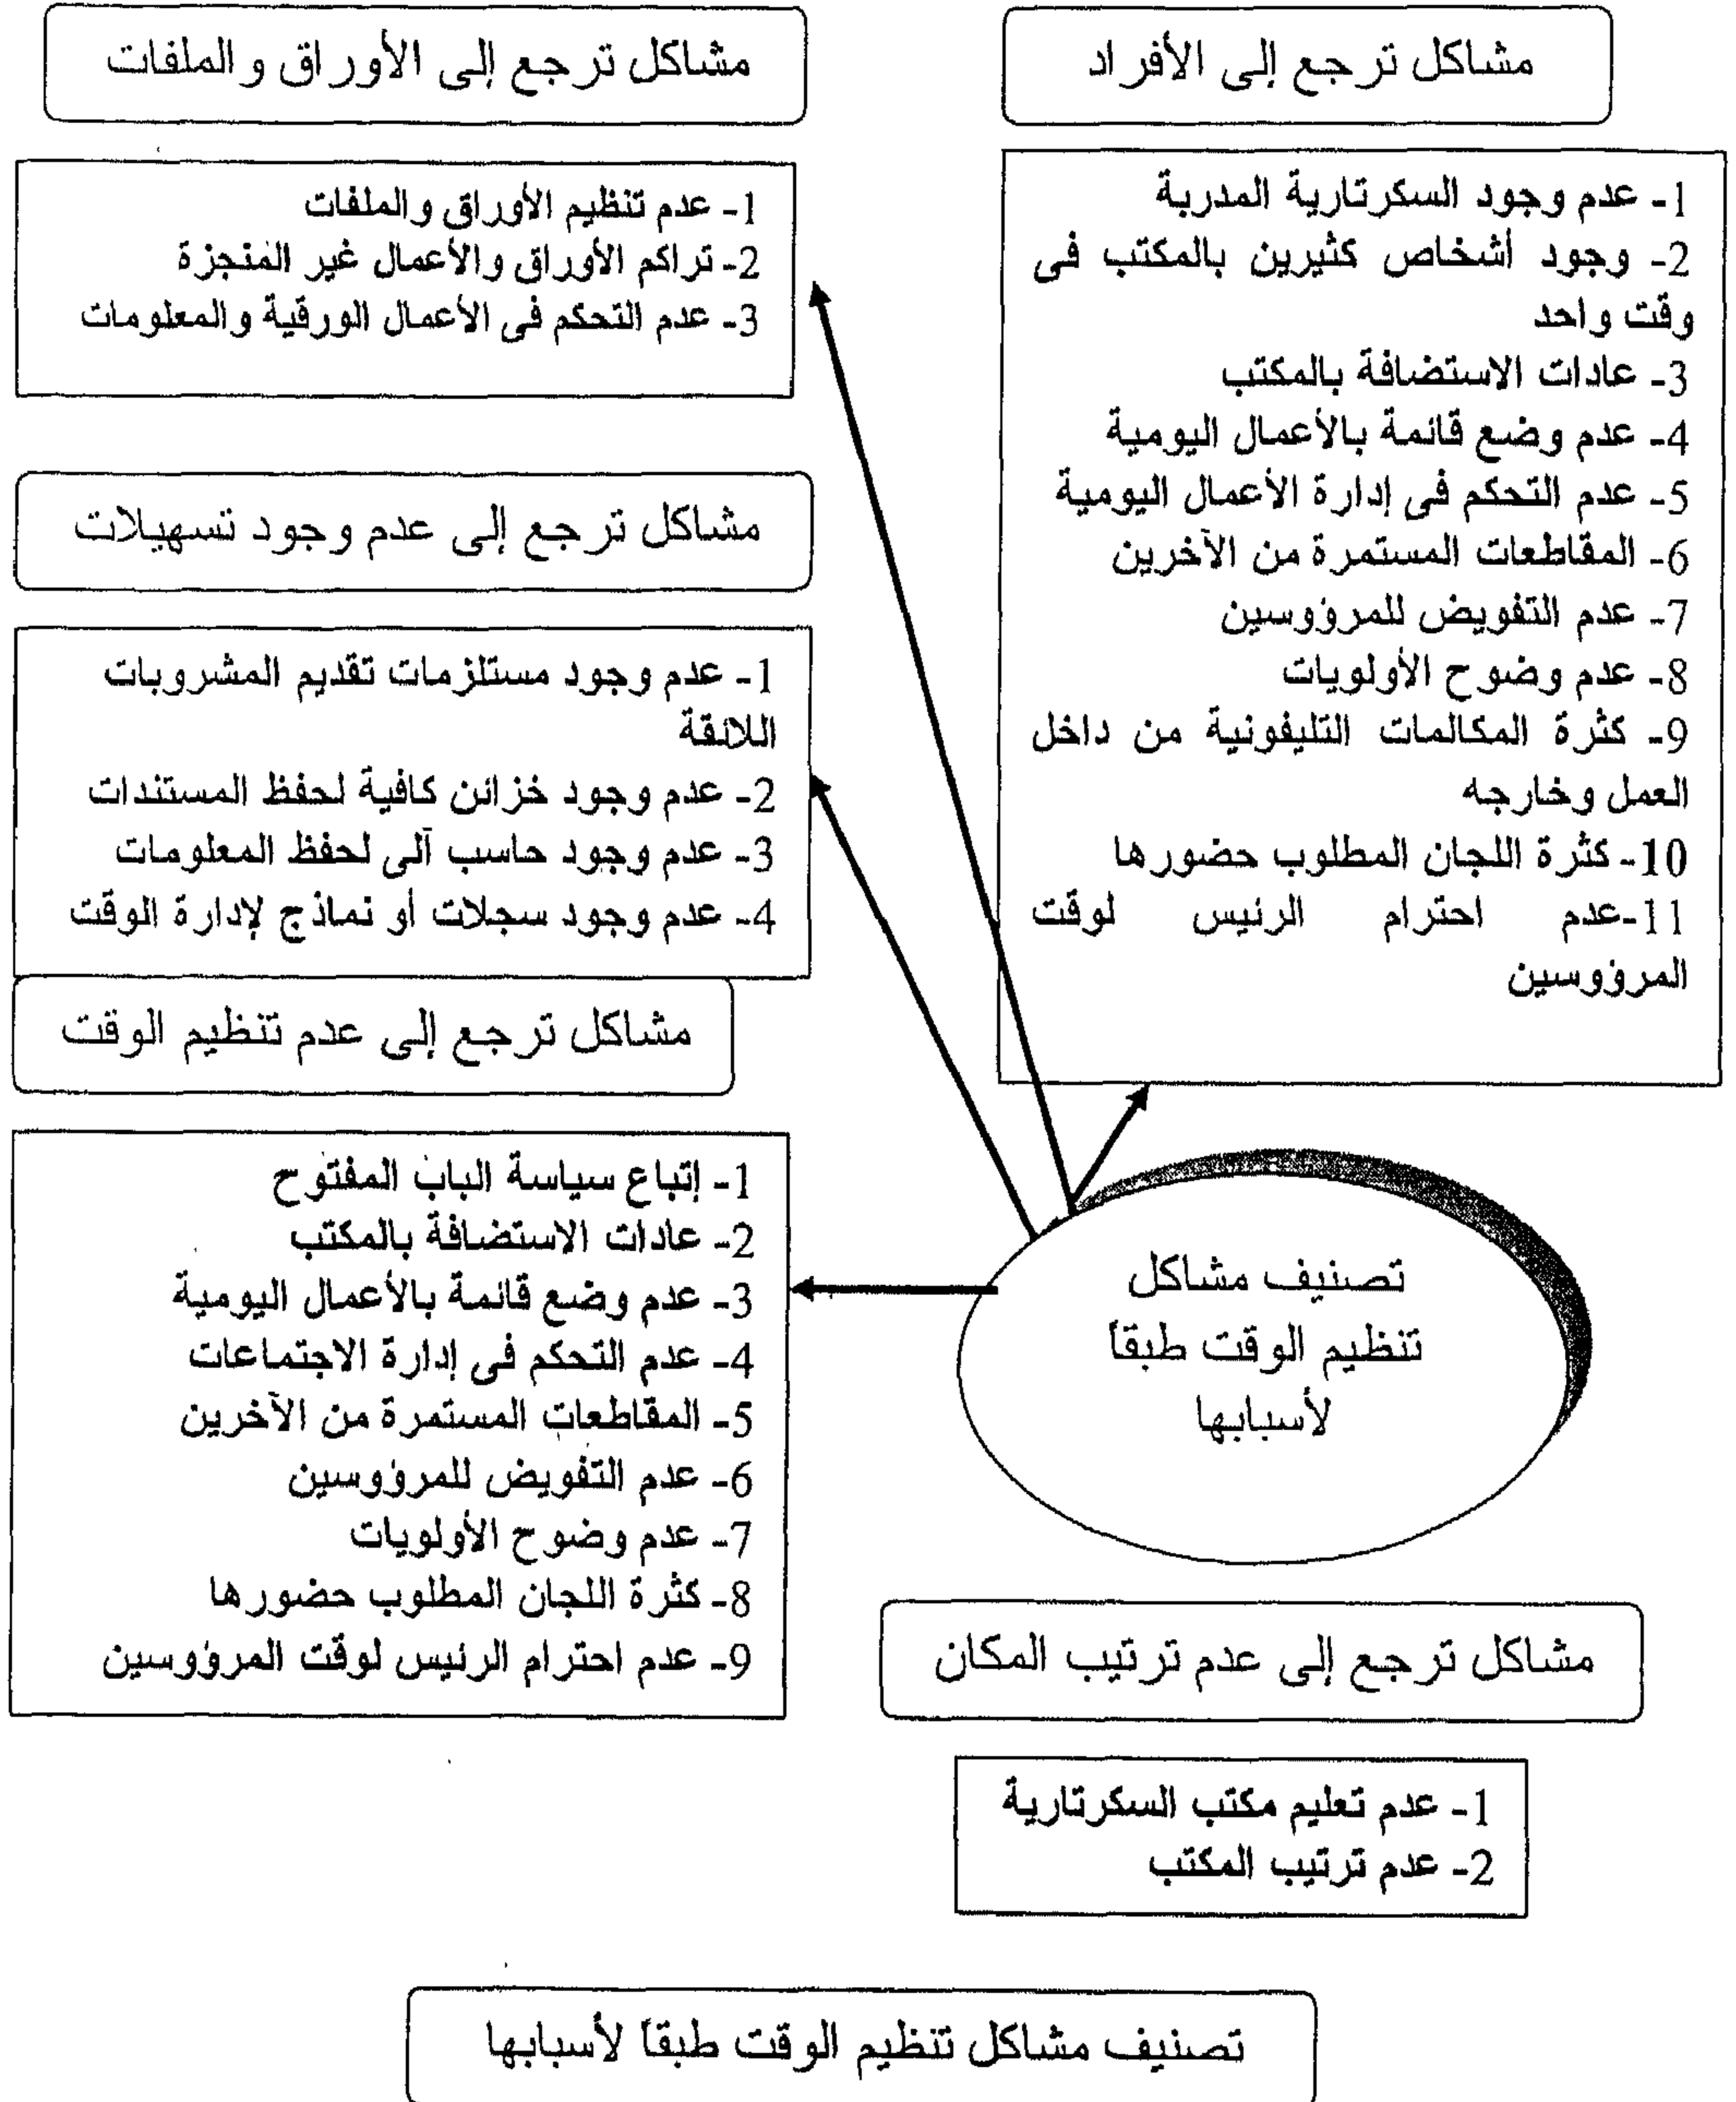 مشاكل ترجع إلى الأفراد
1- عدم وجود السكرتارية المدربة
2- وجود أشخاص كثيرين بالمكتب فى
وقت واحد
3- عادات الاستضافة بالمكتب
4- عدم وضع قائمة بالأعمال اليومية
5- عدم التحكم فى إدارة الأعمال اليومية
6- المقاطعات المستمرة من الآخرين
7- عدم التفويض للمرؤوسين
8- عدم وضوح الأولويات
9- كثرة المكالمات التليفونية من داخل
العمل وخارجه
10- كثرة اللجان المطلوب حضورها
11-عدم احترام الرئيس لوقت
المرؤوسين
مشاكل ترجع إلى الأوراق والملفات
1- عدم تنظيم الأوراق والملفات
2- تراكم الأوراق والأعمال غير المنجزة
3- عدم التحكم فى الأعمال الورقية والمعلومات
مشاكل ترجع إلى عدم وجود تسهيلات
1- عدم وجود مستلزمات تقديم المشروبات
اللائقة
2- عدم وجود خزائن كافية لحفظ المستندات
3- عدم وجود حاسب آلى لحفظ المعلومات
4- عدم وجود سجلات أو نماذج لإدارة الوقت
مشاكل ترجع إلى عدم تنظيم الوقت
1- إتباع سياسة الباب المفتوح
2- عادات الاستضافة بالمكتب
3- عدم وضع قائمة بالأعمال اليومية
4- عدم التحكم فى إدارة الاجتماعات
5- المقاطعات المستمرة من الآخرين
6- عدم التفويض للمرؤوسين
7- عدم وضوح الأولويات
8- كثرة اللجان المطلوب حضورها
9- عدم احترام الرئيس لوقت المرؤوسين
تصنيف مشاكل
تنظيم الوقت طبقاً
لأسبابها
مشاكل ترجع إلى عدم ترتيب المكان
1- عدم تعليم مكتب السكرتارية
2- عدم ترتيب المكتب
تصنيف مشاكل تنظيم الوقت طبقاً لأسبابها